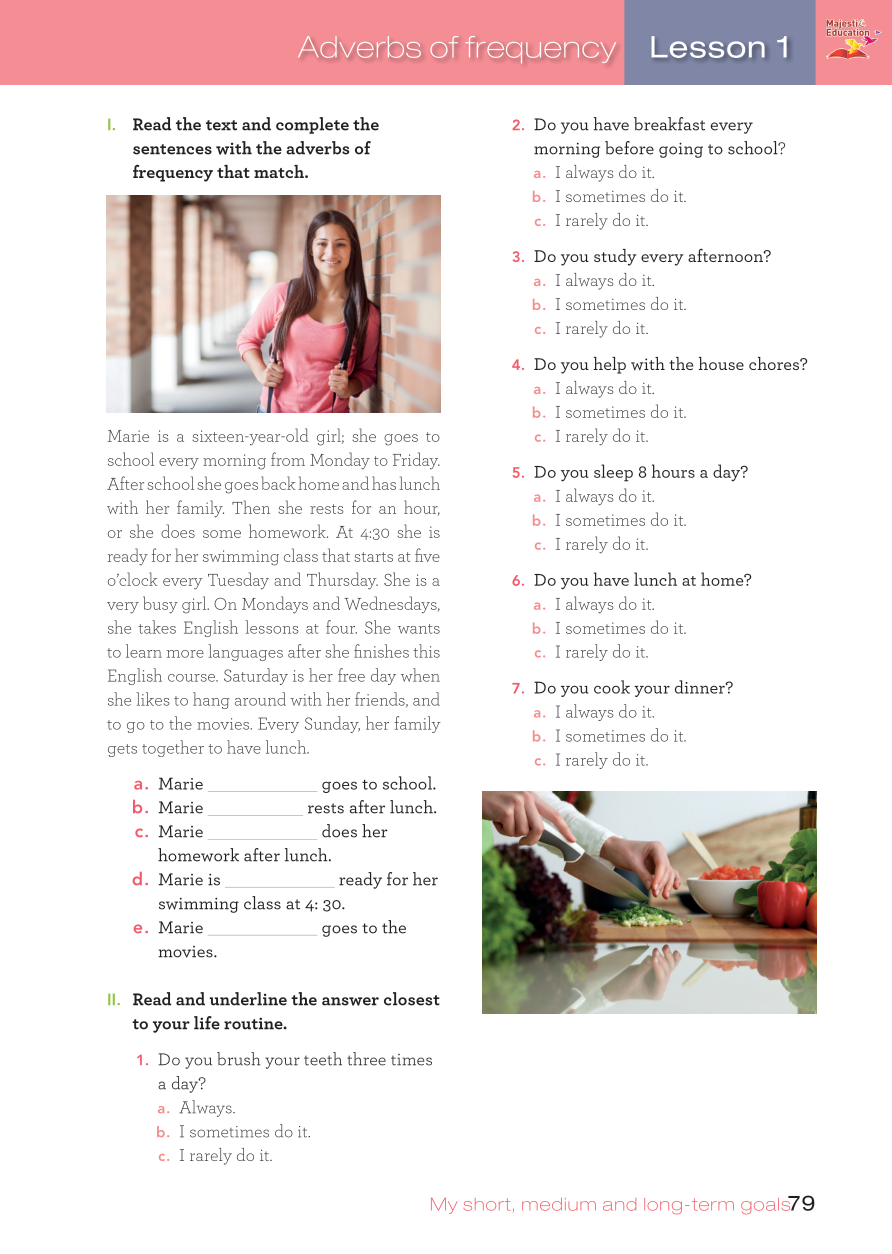 Adverbs of frequency Lesson 1
Majestic
Education
I. Read the text and complete the
sentences with the adverbs of
frequency that match.
Marie is a sixteen-year-old girl; she goes to
school every morning from Monday to Friday.
After school she goes back home and has lunch
with her family. Then she rests for an hour,
or she does some homework. At 4:30 she is
ready for her swimming class that starts at five
o’clock every Tuesday and Thursday. She is a
very busy girl. On Mondays and Wednesdays,
she takes English lessons at four. She wants
to learn more languages after she finishes this
English course. Saturday is her free day when
she likes to hang around with her friends, and
to go to the movies. Every Sunday, her family
gets together to have lunch.
a. Marie ____________ goes to school.
b. Marie ___________ rests after lunch.
c. Marie ____________ does her
homework after lunch.
d. Marie is ____________ ready for her
swimming class at 4: 30.
e. Marie ____________ goes to the
movies.
II. Read and underline the answer closest
to your life routine.
1. Do you brush your teeth three times
a day?
a. Always.
b. I sometimes do it.
c. I rarely do it.
2. Do you have breakfast every
morning before going to school?
a. I always do it.
b. I sometimes do it.
c. I rarely do it.
3. Do you study every afternoon?
a. I always do it.
b. I sometimes do it.
c. I rarely do it.
4. Do you help with the house chores?
a. I always do it.
b. I sometimes do it.
c. I rarely do it.
5. Do you sleep 8 hours a day?
a. I always do it.
b. I sometimes do it.
c. I rarely do it.
6. Do you have lunch at home?
a. I always do it.
b. I sometimes do it.
c. I rarely do it.
7. Do you cook your dinner?
a. I always do it.
b. I sometimes do it.
c. I rarely do it.
My short, medium and long-term goals79